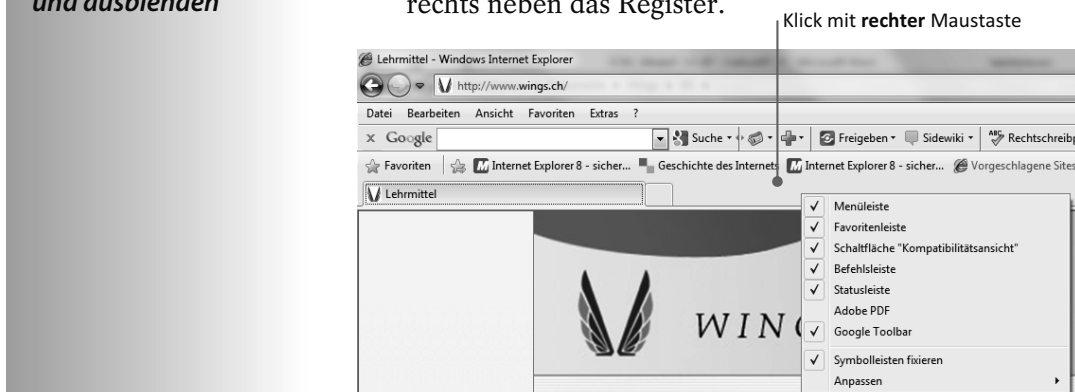 und ausblenden
rechts neben das Register.
Klick mit rechter Maustaste
Lehrmittel - Windows Internet Explorer
http://www.wings.ch/
Datei Bearbeiten Ansicht Favoriten Extras ?
x Google Suche Freigeben Sidewiki ABC Rechtschreibp
Favoriten Internet Explorer 8 - sicher... Geschichte des Internets Internet Explorer 8 - sicher... Vorgeschlagene Sites
Lehrmittel
Menüleiste
Favoritenleiste
Schaltfläche "Kompatibilitätsansicht"
Befehlsleiste
Statusleiste
Adobe PDF
WIN
Google Toolbar
Symbolleisten fixieren
Anpassen